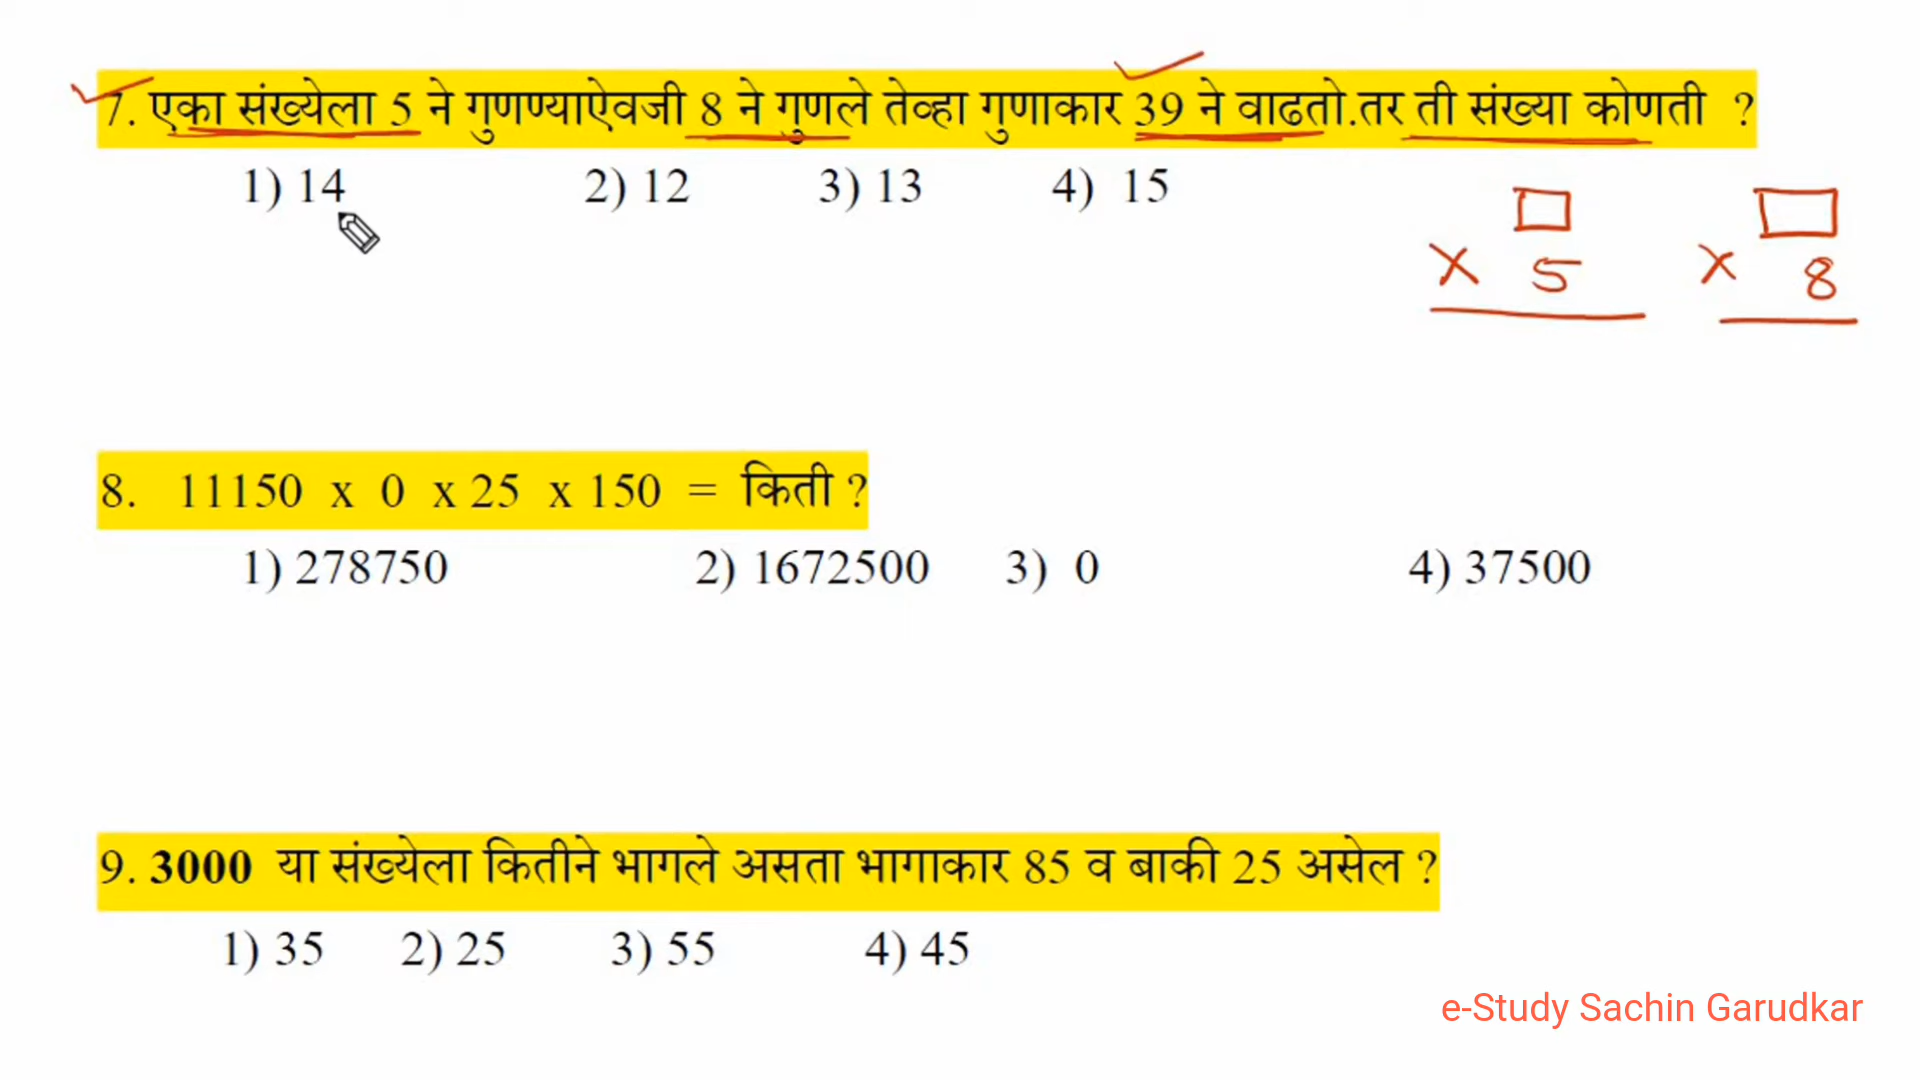 7. एका संख्येला 5 ने गुणण्याऐवजी 8 ने गुणले तेव्हा गुणाकार 39 ने वाढतो.तर ती संख्या कोणती ?
1) 14 2) 12 3) 13 4) 15
x 5 x 8
8. 11150 x 0 x 25 x 150 = किती ?
1) 278750 2) 1672500 3) 0 4) 37500
9. 3000 या संख्येला कितीने भागले असता भागाकार 85 व बाकी 25 असेल ?
1) 35 2) 25 3) 55 4) 45
e-Study Sachin Garudkar